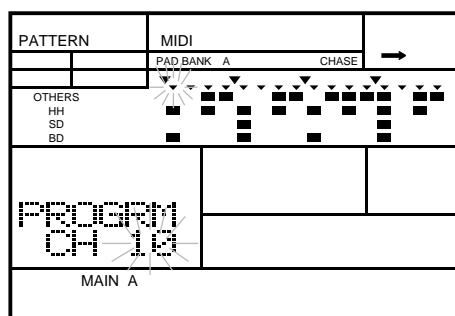 PATTERN MIDI
PAD BANK A CHASE
OTHERS
HH
SD
BD
PROGRM
CH 10
MAIN A